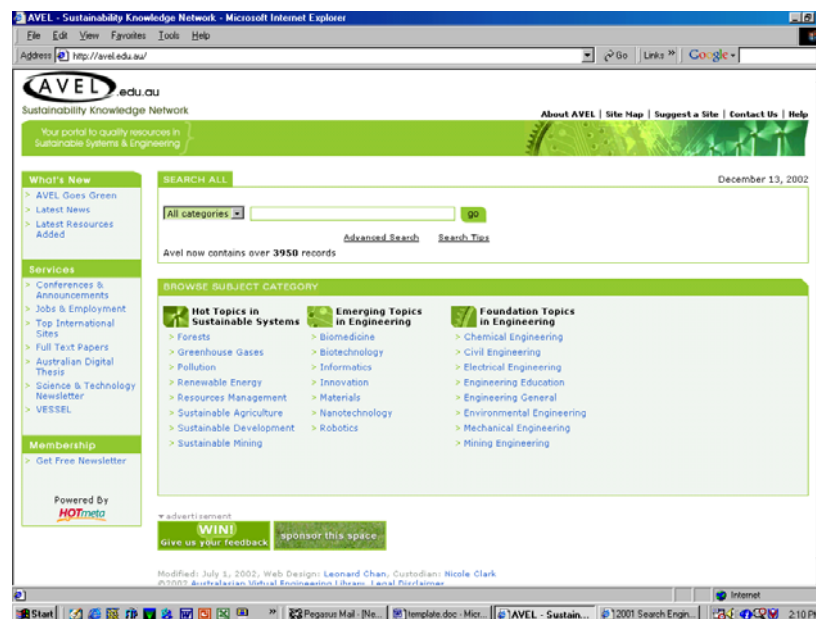 AVEL - Sustainability Knowledge Network - Microsoft Internet Explorer
File Edit View Favorites Tools Help
Address http://avel.edu.au/ Go Links » Google
AVEL.edu.au
Sustainability Knowledge Network
About AVEL | Site Map | Suggest a Site | Contact Us | Help
Your portal to quality resources in
Sustainable Systems & Engineering
What's New
> AVEL Goes Green
> Latest News
> Latest Resources
Added
Services
> Conferences &
Announcements
> Jobs & Employment
> Top International
Sites
> Full Text Papers
> Australian Digital
Thesis
> Science & Technology
Newsletter
> VESSEL
Membership
> Get Free Newsletter
Powered By
HOTmeta
SEARCH ALL
December 13, 2002
All categories go
Advanced Search Search Tips
Avel now contains over 3950 records
BROWSE SUBJECT CATEGORY
Hot Topics in
Sustainable Systems
> Forests
> Greenhouse Gases
> Pollution
> Renewable Energy
> Resources Management
> Sustainable Agriculture
> Sustainable Development
> Sustainable Mining
Emerging Topics
in Engineering
> Biomedicine
> Biotechnology
> Informatics
> Innovation
> Materials
> Nanotechnology
> Robotics
Foundation Topics
in Engineering
> Chemical Engineering
> Civil Engineering
> Electrical Engineering
> Engineering Education
> Engineering General
> Environmental Engineering
> Mechanical Engineering
> Mining Engineering
advertisement
WIN!
Give us your feedback
sponsor this space
Modified: July 1, 2002, Web Design: Leonard Chan, Custodian: Nicole Clark
©2002 Australasian Virtual Engineering Library. Legal Disclaimer
Internet
Start » Pegasus Mail - [Ne... template.doc - Micr... AVEL - Sustain... 2001 Search Engin... 2:10 PM